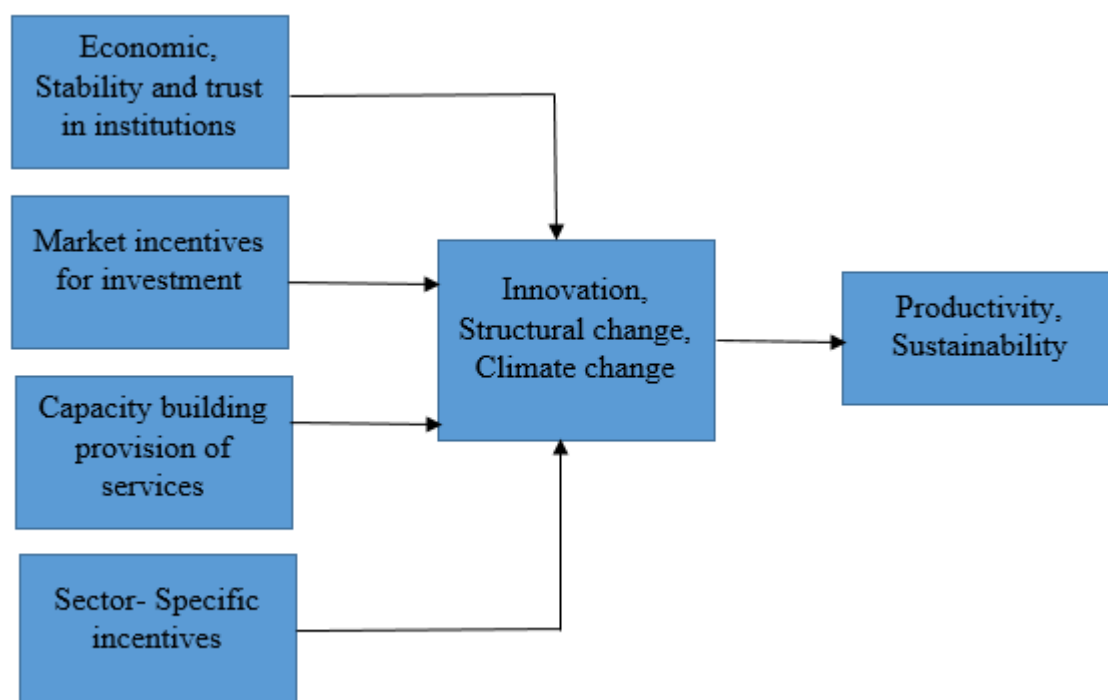 Economic,
Stability and trust
in institutions
Market incentives
for investment
Capacity building
provision of
services
Sector- Specific
incentives
Innovation,
Structural change,
Climate change
Productivity,
Sustainability